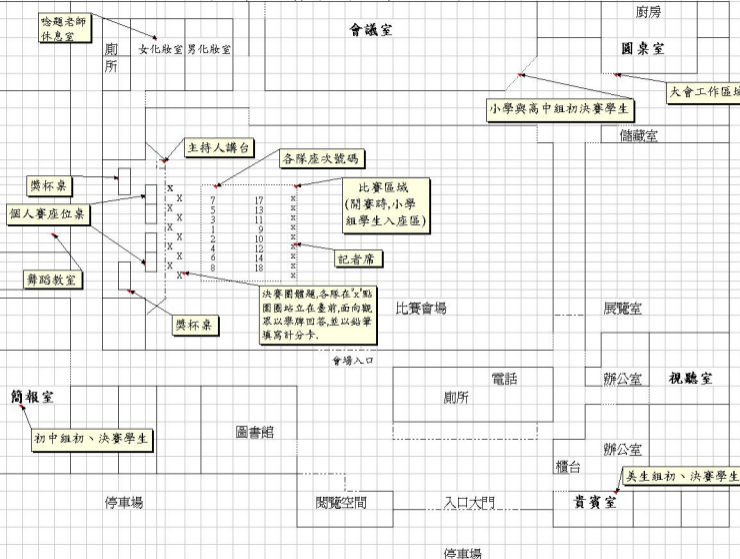 唸題老師
休息室
廁
所
女化妝室
男化妝室
會議室
廚房
圓桌室
大會工作區域
小學與高中組初決賽學生
儲藏室
主持人講台
各隊座次號碼
獎杯桌
比賽區域
(開賽時,小學
組學生入座區)
個人賽座位桌
x
x
x
x
x
x
x
x
x
x
7 17 x
5 13 x
3 11 x
1 9 x
2 10 x
4 12 x
6 14 x
8 18 x
記者席
舞蹈教室
決賽團體題,各隊在"x"點
圍圈站立在臺前,面向觀
眾以舉牌回答,並以鉛筆
填寫計分卡.
獎杯桌
比賽會場
展覽室
會場入口
電話
廁所
辦公室
視聽室
簡報室
初中組初、決賽學生
圖書館
辦公室
櫃台
美生組初、決賽學生
停車場
閱覽空間
入口大門
貴賓室
停車場